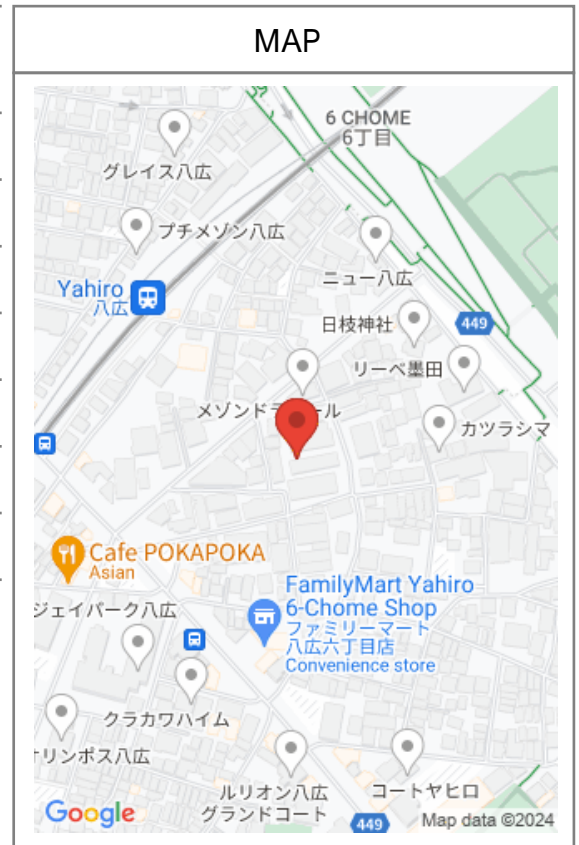 MAP
6 CHOME
6丁目
グレイス八広
プチメゾン八広
ニュー八広
Yahiro
八広
日枝神社
449
リーベ墨田
メゾンド
ール
カツラシマ
Cafe POKAPOKA
Asian
FamilyMart Yahiro
6-Chome Shop
ファミリーマート
八広六丁目店
Convenience store
ジェイパーク八広
クラカワハイム
リンポス八広
ルリオン八広
グランドコート
コートヤヒロ
449
Google
Map data ©2024